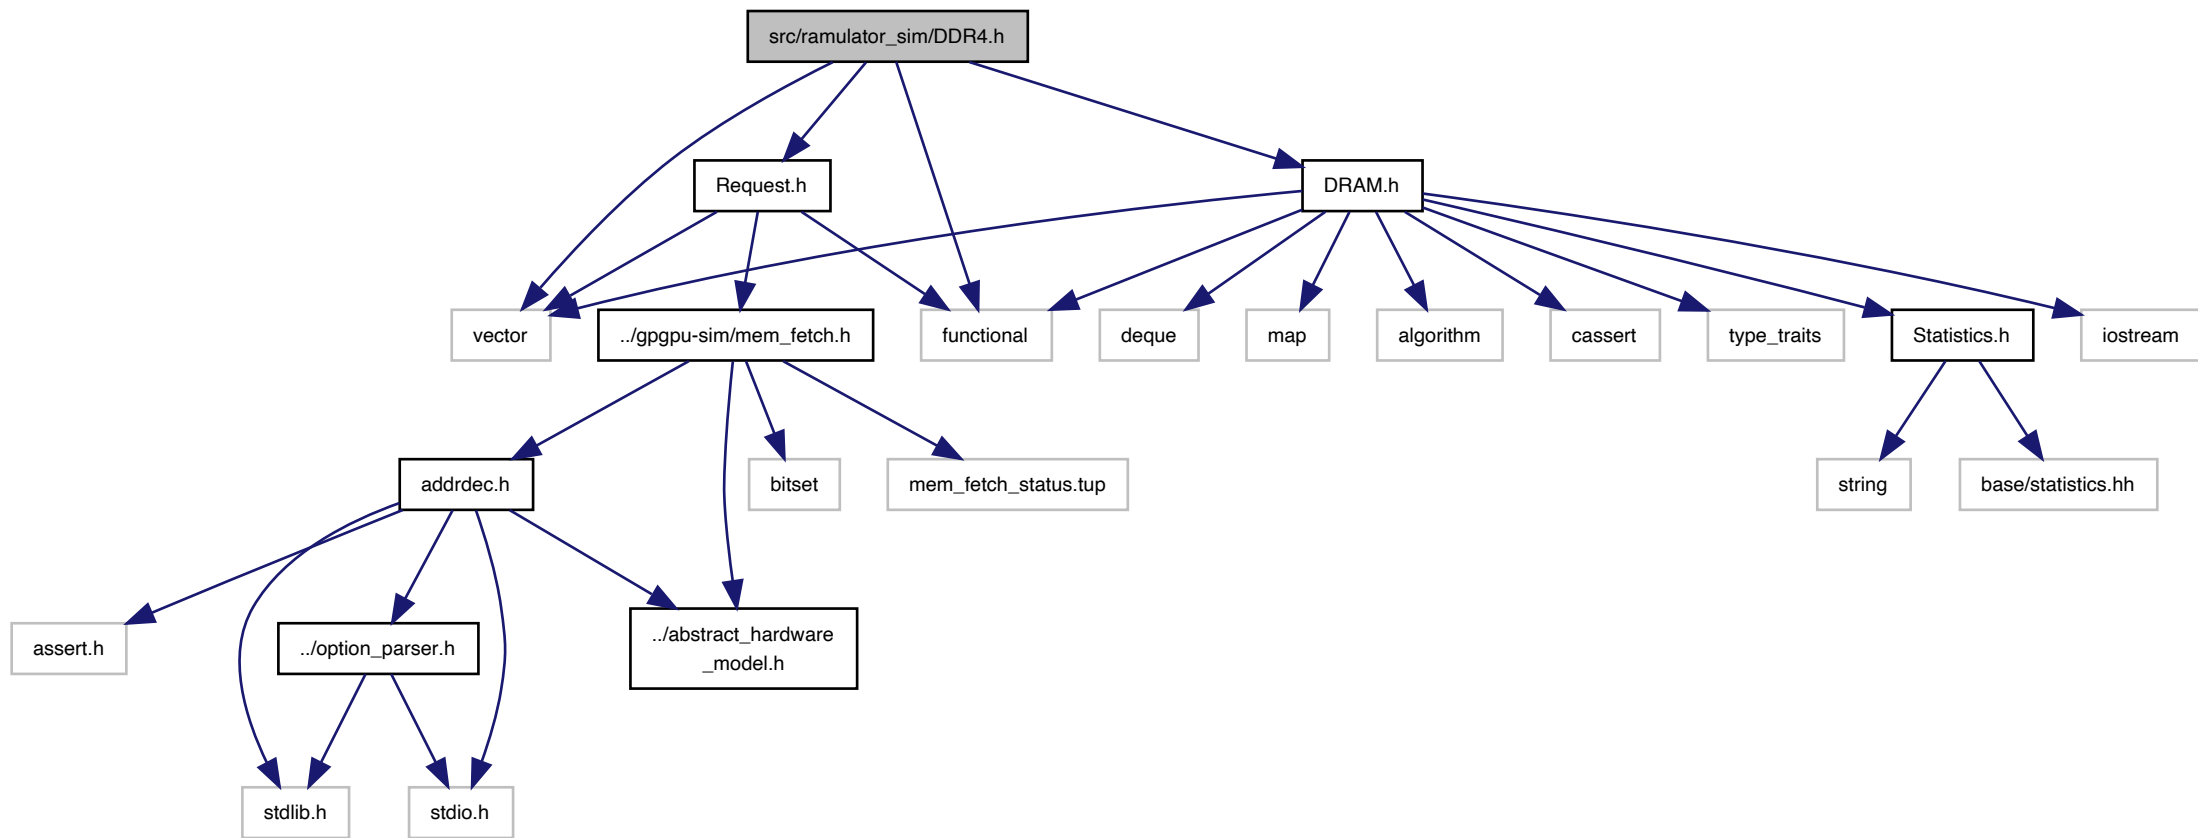 src/ramulator_sim/DDR4.h
Request.h
DRAM.h
vector
../gpgpu-sim/mem_fetch.h
functional
deque
map
algorithm
cassert
type_traits
Statistics.h
iostream
addrdec.h
bitset
mem_fetch_status.tup
string
base/statistics.hh
assert.h
../option_parser.h
../abstract_hardware
_model.h
stdlib.h
stdio.h